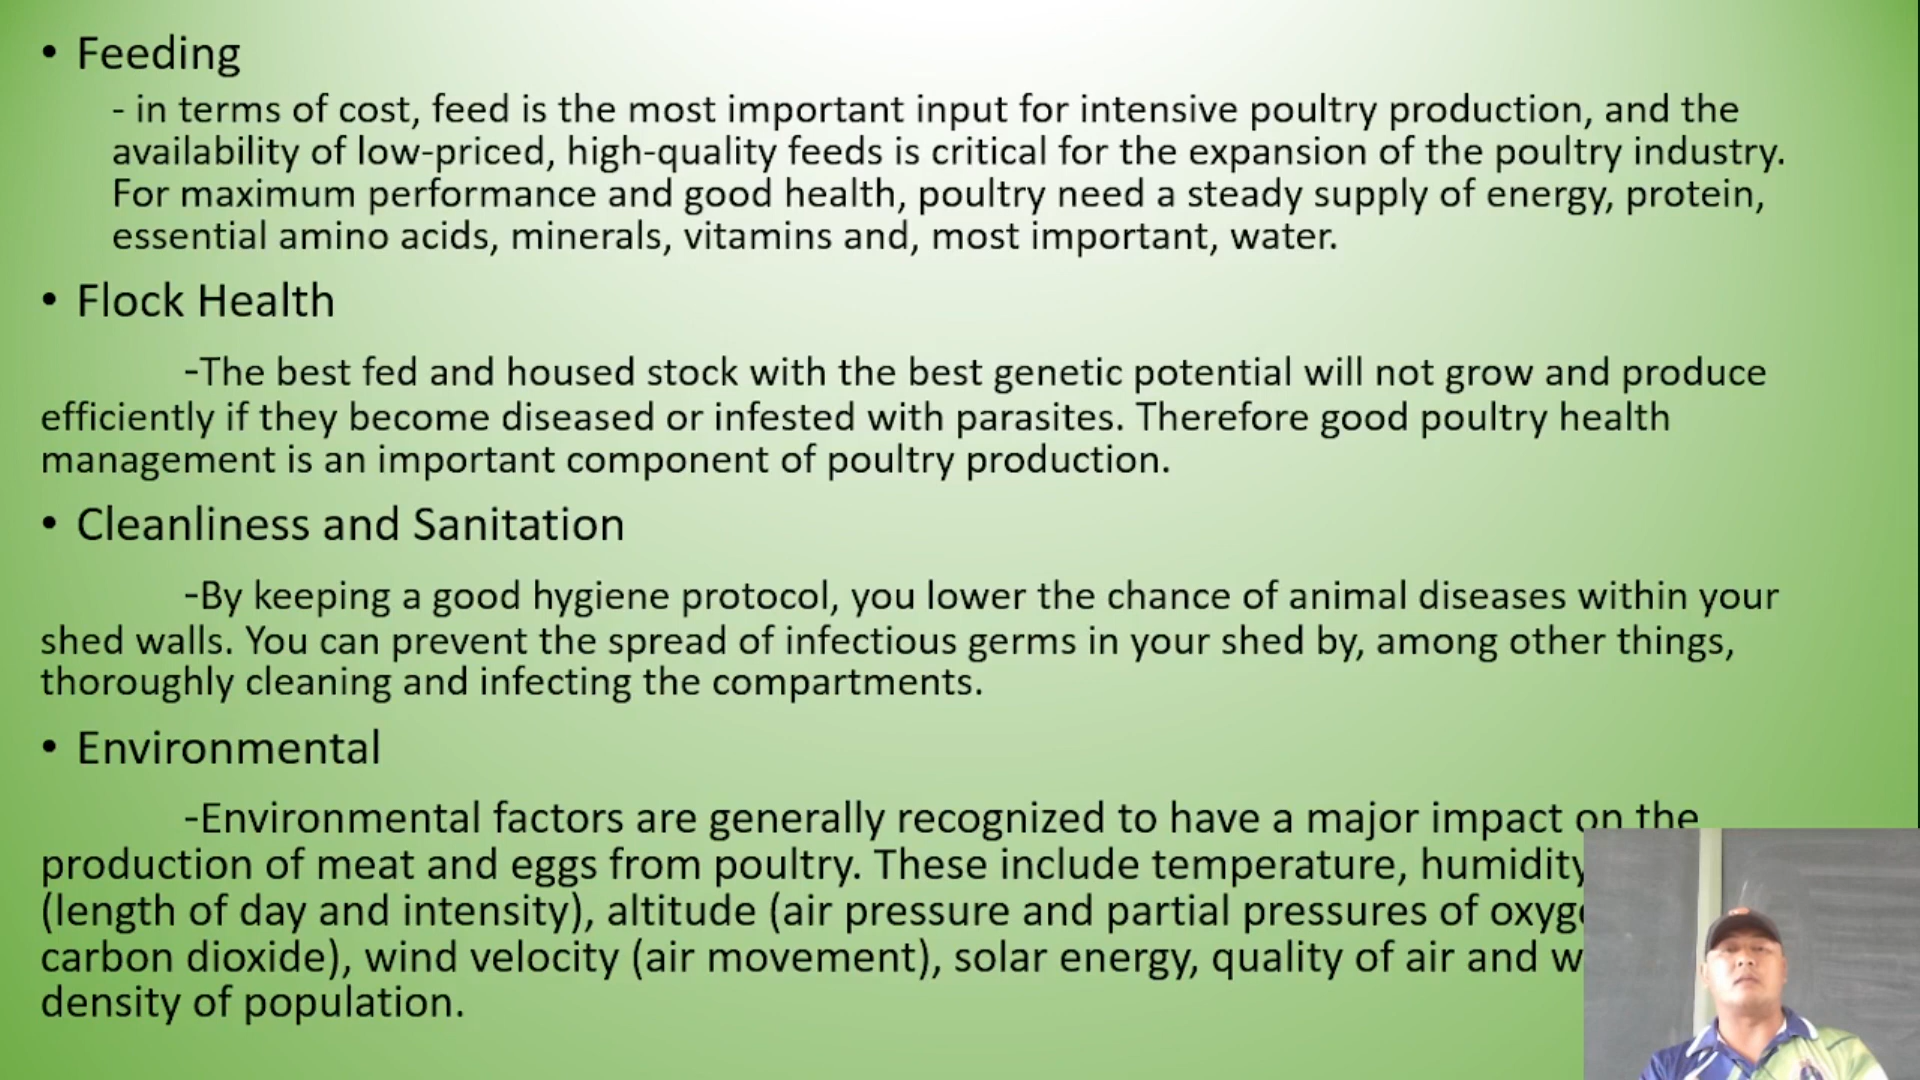 • Feeding
- in terms of cost, feed is the most important input for intensive poultry production, and the
availability of low-priced, high-quality feeds is critical for the expansion of the poultry industry.
For maximum performance and good health, poultry need a steady supply of energy, protein,
essential amino acids, minerals, vitamins and, most important, water.
• Flock Health
-The best fed and housed stock with the best genetic potential will not grow and produce
efficiently if they become diseased or infested with parasites. Therefore good poultry health
management is an important component of poultry production.
• Cleanliness and Sanitation
-By keeping a good hygiene protocol, you lower the chance of animal diseases within your
shed walls. You can prevent the spread of infectious germs in your shed by, among other things,
thoroughly cleaning and infecting the compartments.
• Environmental
-Environmental factors are generally recognized to have a major impact on the
production of meat and eggs from poultry. These include temperature, humidity
(length of day and intensity), altitude (air pressure and partial pressures of
carbon dioxide), wind velocity (air movement), solar energy, quality of air and
density of population.